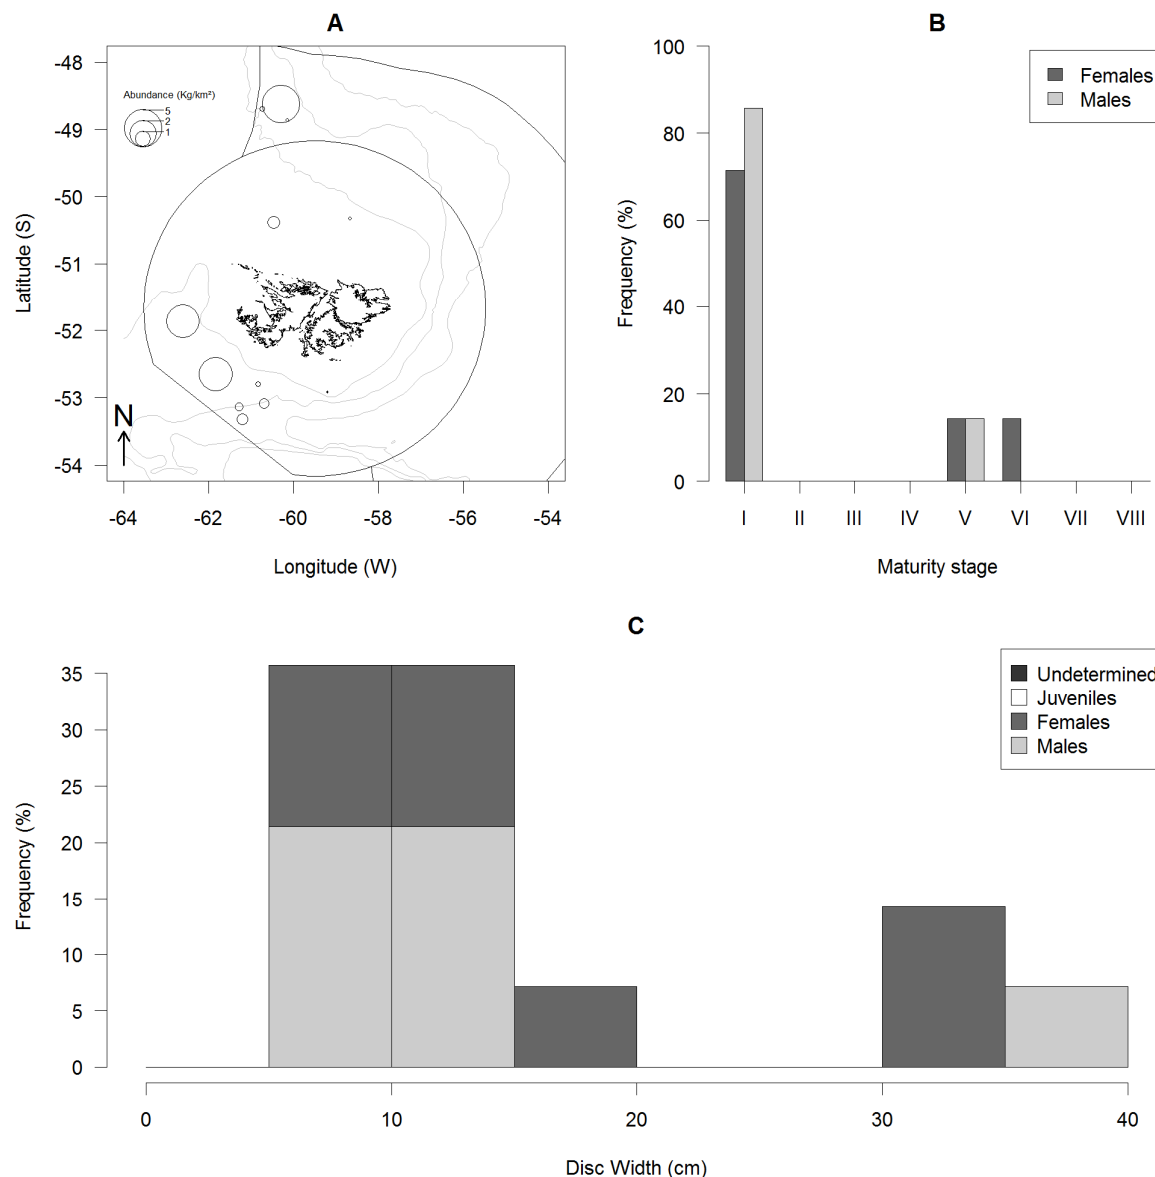 A
-48
-49
-50
-51
-52
-53
-54
Latitude (S)
Abundance (Kg/km²)
5
2
1
N
-64
-62
-60
-58
-56
-54
Longitude (W)
B
100
80
60
40
20
0
Frequency (%)
Females
Males
I
II
III
IV
V
VI
VII
VIII
Maturity stage
C
35
30
25
20
15
10
5
0
Frequency (%)
Undetermined
Juveniles
Females
Males
0
10
20
30
40
Disc Width (cm)